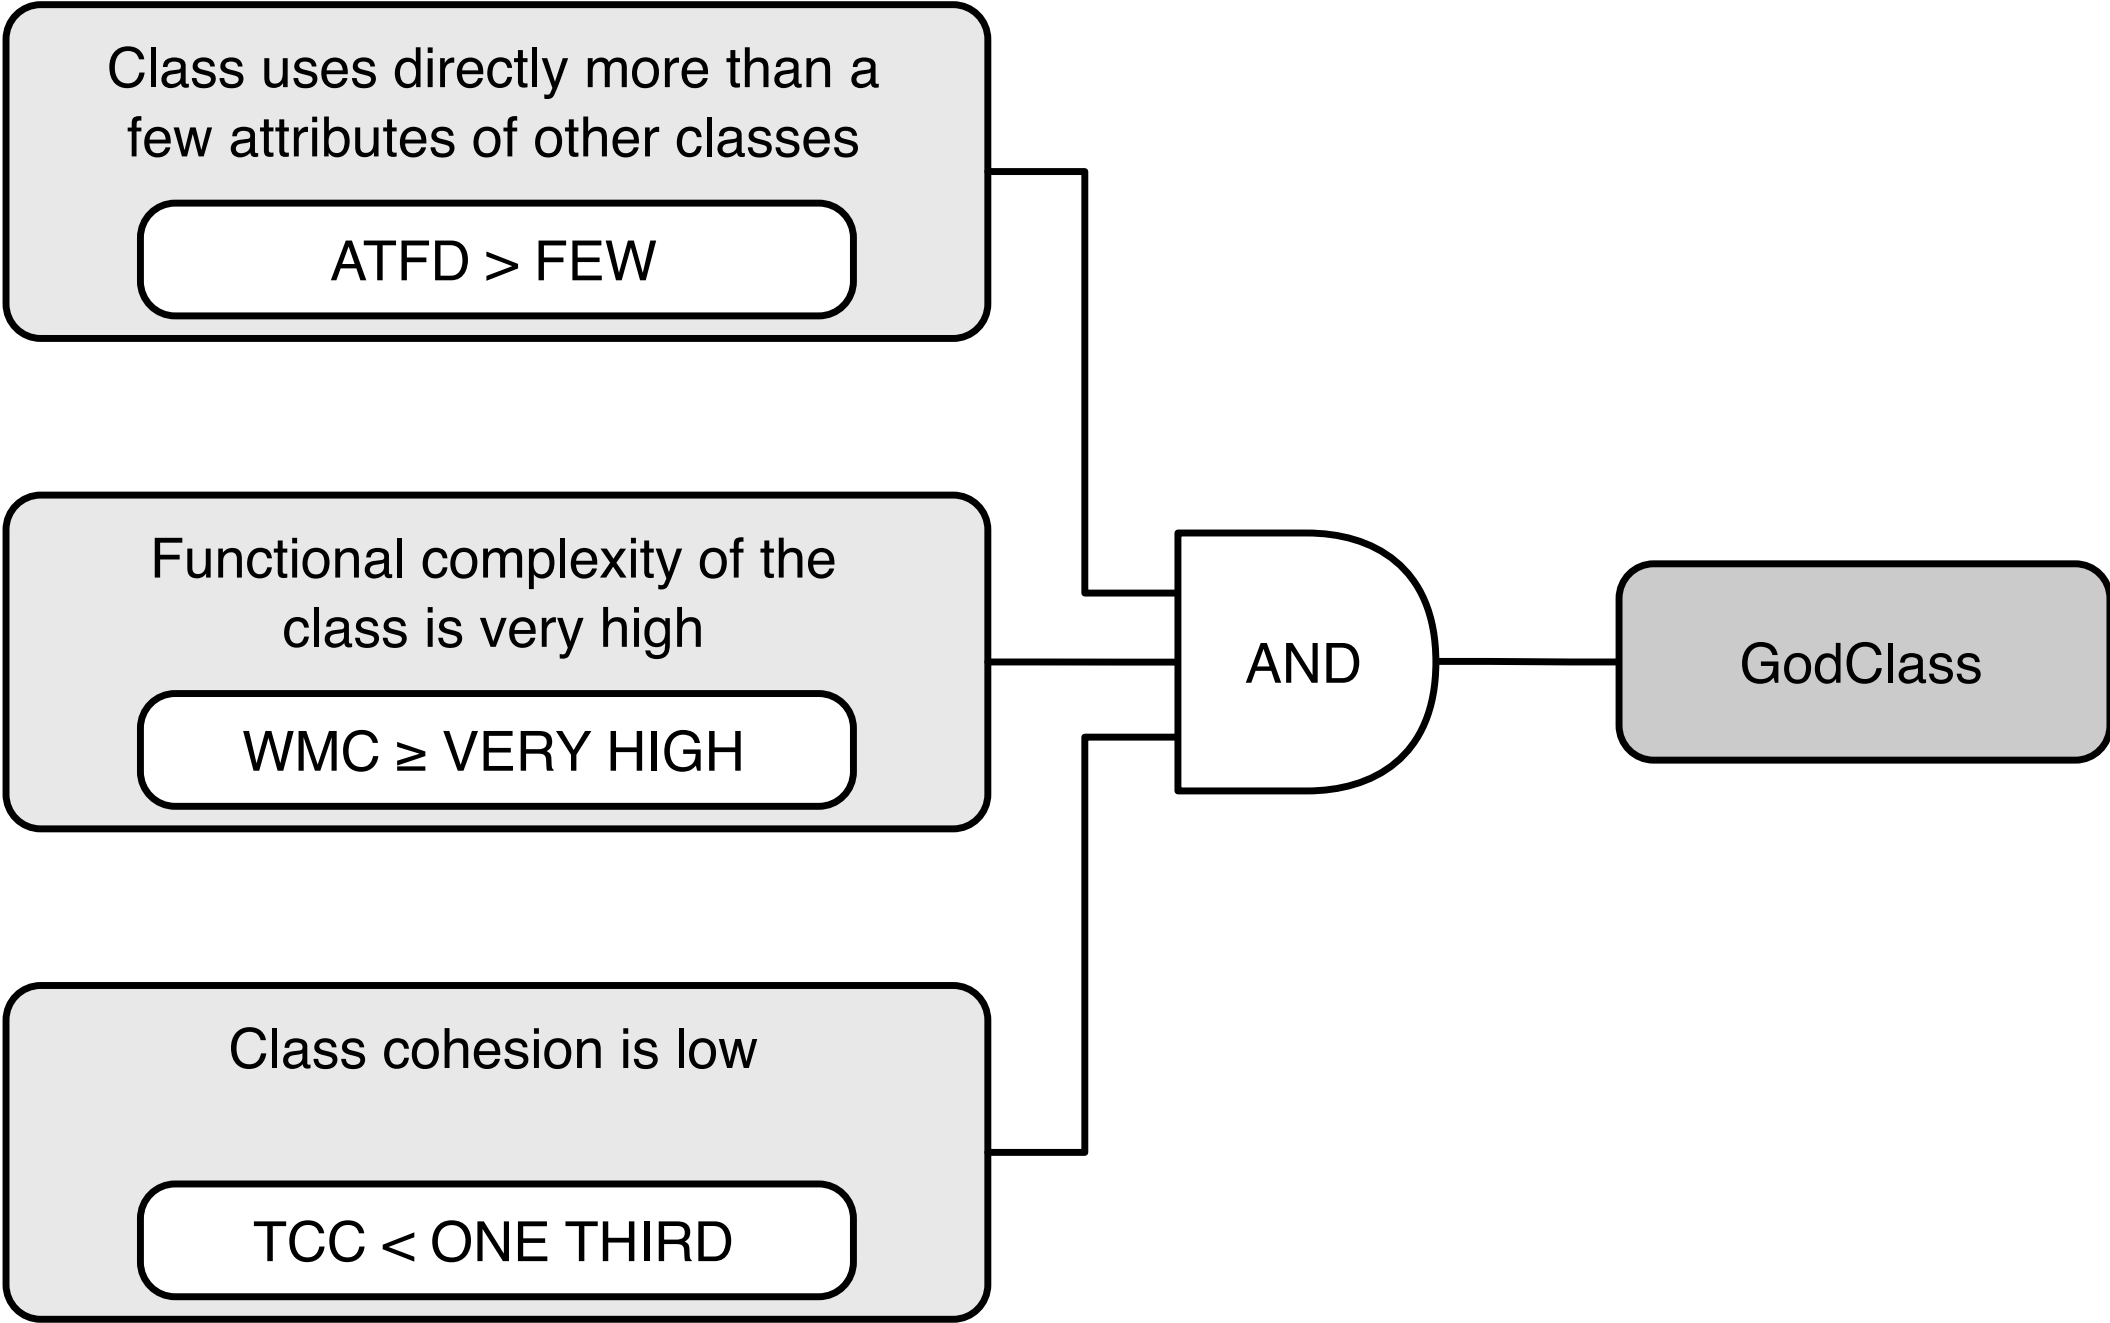 Class uses directly more than a
few attributes of other classes
ATFD > FEW
Functional complexity of the
class is very high
WMC ≥ VERY HIGH
Class cohesion is low
TCC < ONE THIRD
AND
GodClass